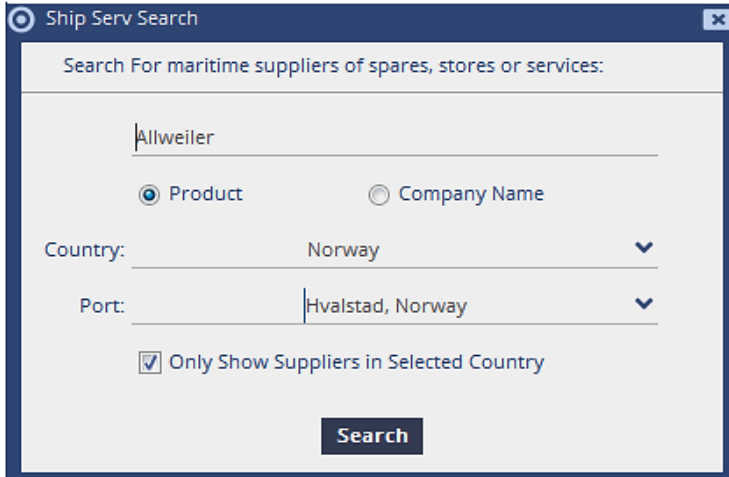 Ship Serv Search
Search For maritime suppliers of spares, stores or services:
Allweiler
Product Company Name
Country: Norway
Port: Hvalstad, Norway
Only Show Suppliers in Selected Country
Search